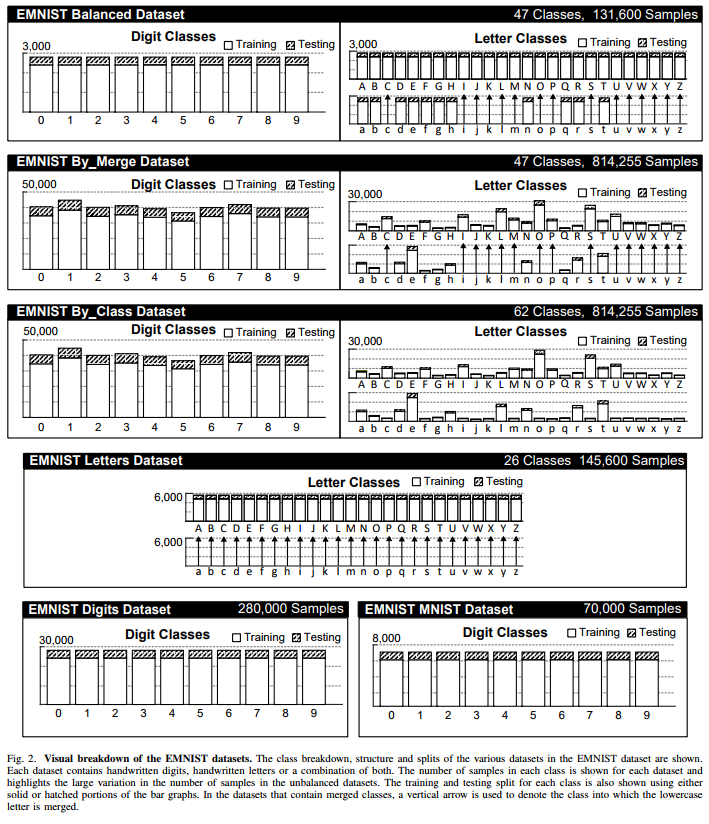 EMNIST Balanced Dataset 47 Classes, 131,600 Samples
3,000 Digit Classes Training Testing
0 1 2 3 4 5 6 7 8 9
3,000 Letter Classes Training Testing
A B C D E F G H I J K L M N O P Q R S T U V W X Y Z
a b c d e f g h i j k l m n o p q r s t u v w x y z
EMNIST By_Merge Dataset 47 Classes, 814,255 Samples
50,000 Digit Classes Training Testing
0 1 2 3 4 5 6 7 8 9
30,000 Letter Classes Training Testing
A B C D E F G H I J K L M N O P Q R S T U V W X Y Z
a b c d e f g h i j k l m n o p q r s t u v w x y z
EMNIST By_Class Dataset 62 Classes, 814,255 Samples
50,000 Digit Classes Training Testing
0 1 2 3 4 5 6 7 8 9
30,000 Letter Classes Training Testing
A B C D E F G H i J K L M N O P Q R S T u V W X Y Z
a b c d e f g h i j k l m n o p q r s t u v w x y z
EMNIST Letters Dataset 26 Classes 145,600 Samples
Letter Classes Training Testing
6,000
A B C D E F G H I J K L M N O P Q R S T U V W X Y Z
6,000
a b c d e f g h i j k l m n o p q r s t u v w x y z
EMNIST Digits Dataset 280,000 Samples
30,000 Digit Classes Training Testing
0 1 2 3 4 5 6 7 8 9
EMNIST MNIST Dataset 70,000 Samples
8,000 Digit Classes Training Testing
0 1 2 3 4 5 6 7 8 9
Fig. 2. Visual breakdown of the EMNIST datasets. The class breakdown, structure and splits of the various datasets in the EMNIST dataset are shown.
Each dataset contains handwritten digits, handwritten letters or a combination of both. The number of samples in each class is shown for each dataset and
highlights the large variation in the number of samples in the unbalanced datasets. The training and testing split for each class is also shown using either
solid or hatched portions of the bar graphs. In the datasets that contain merged classes, a vertical arrow is used to denote the class into which the lowercase
letter is merged.